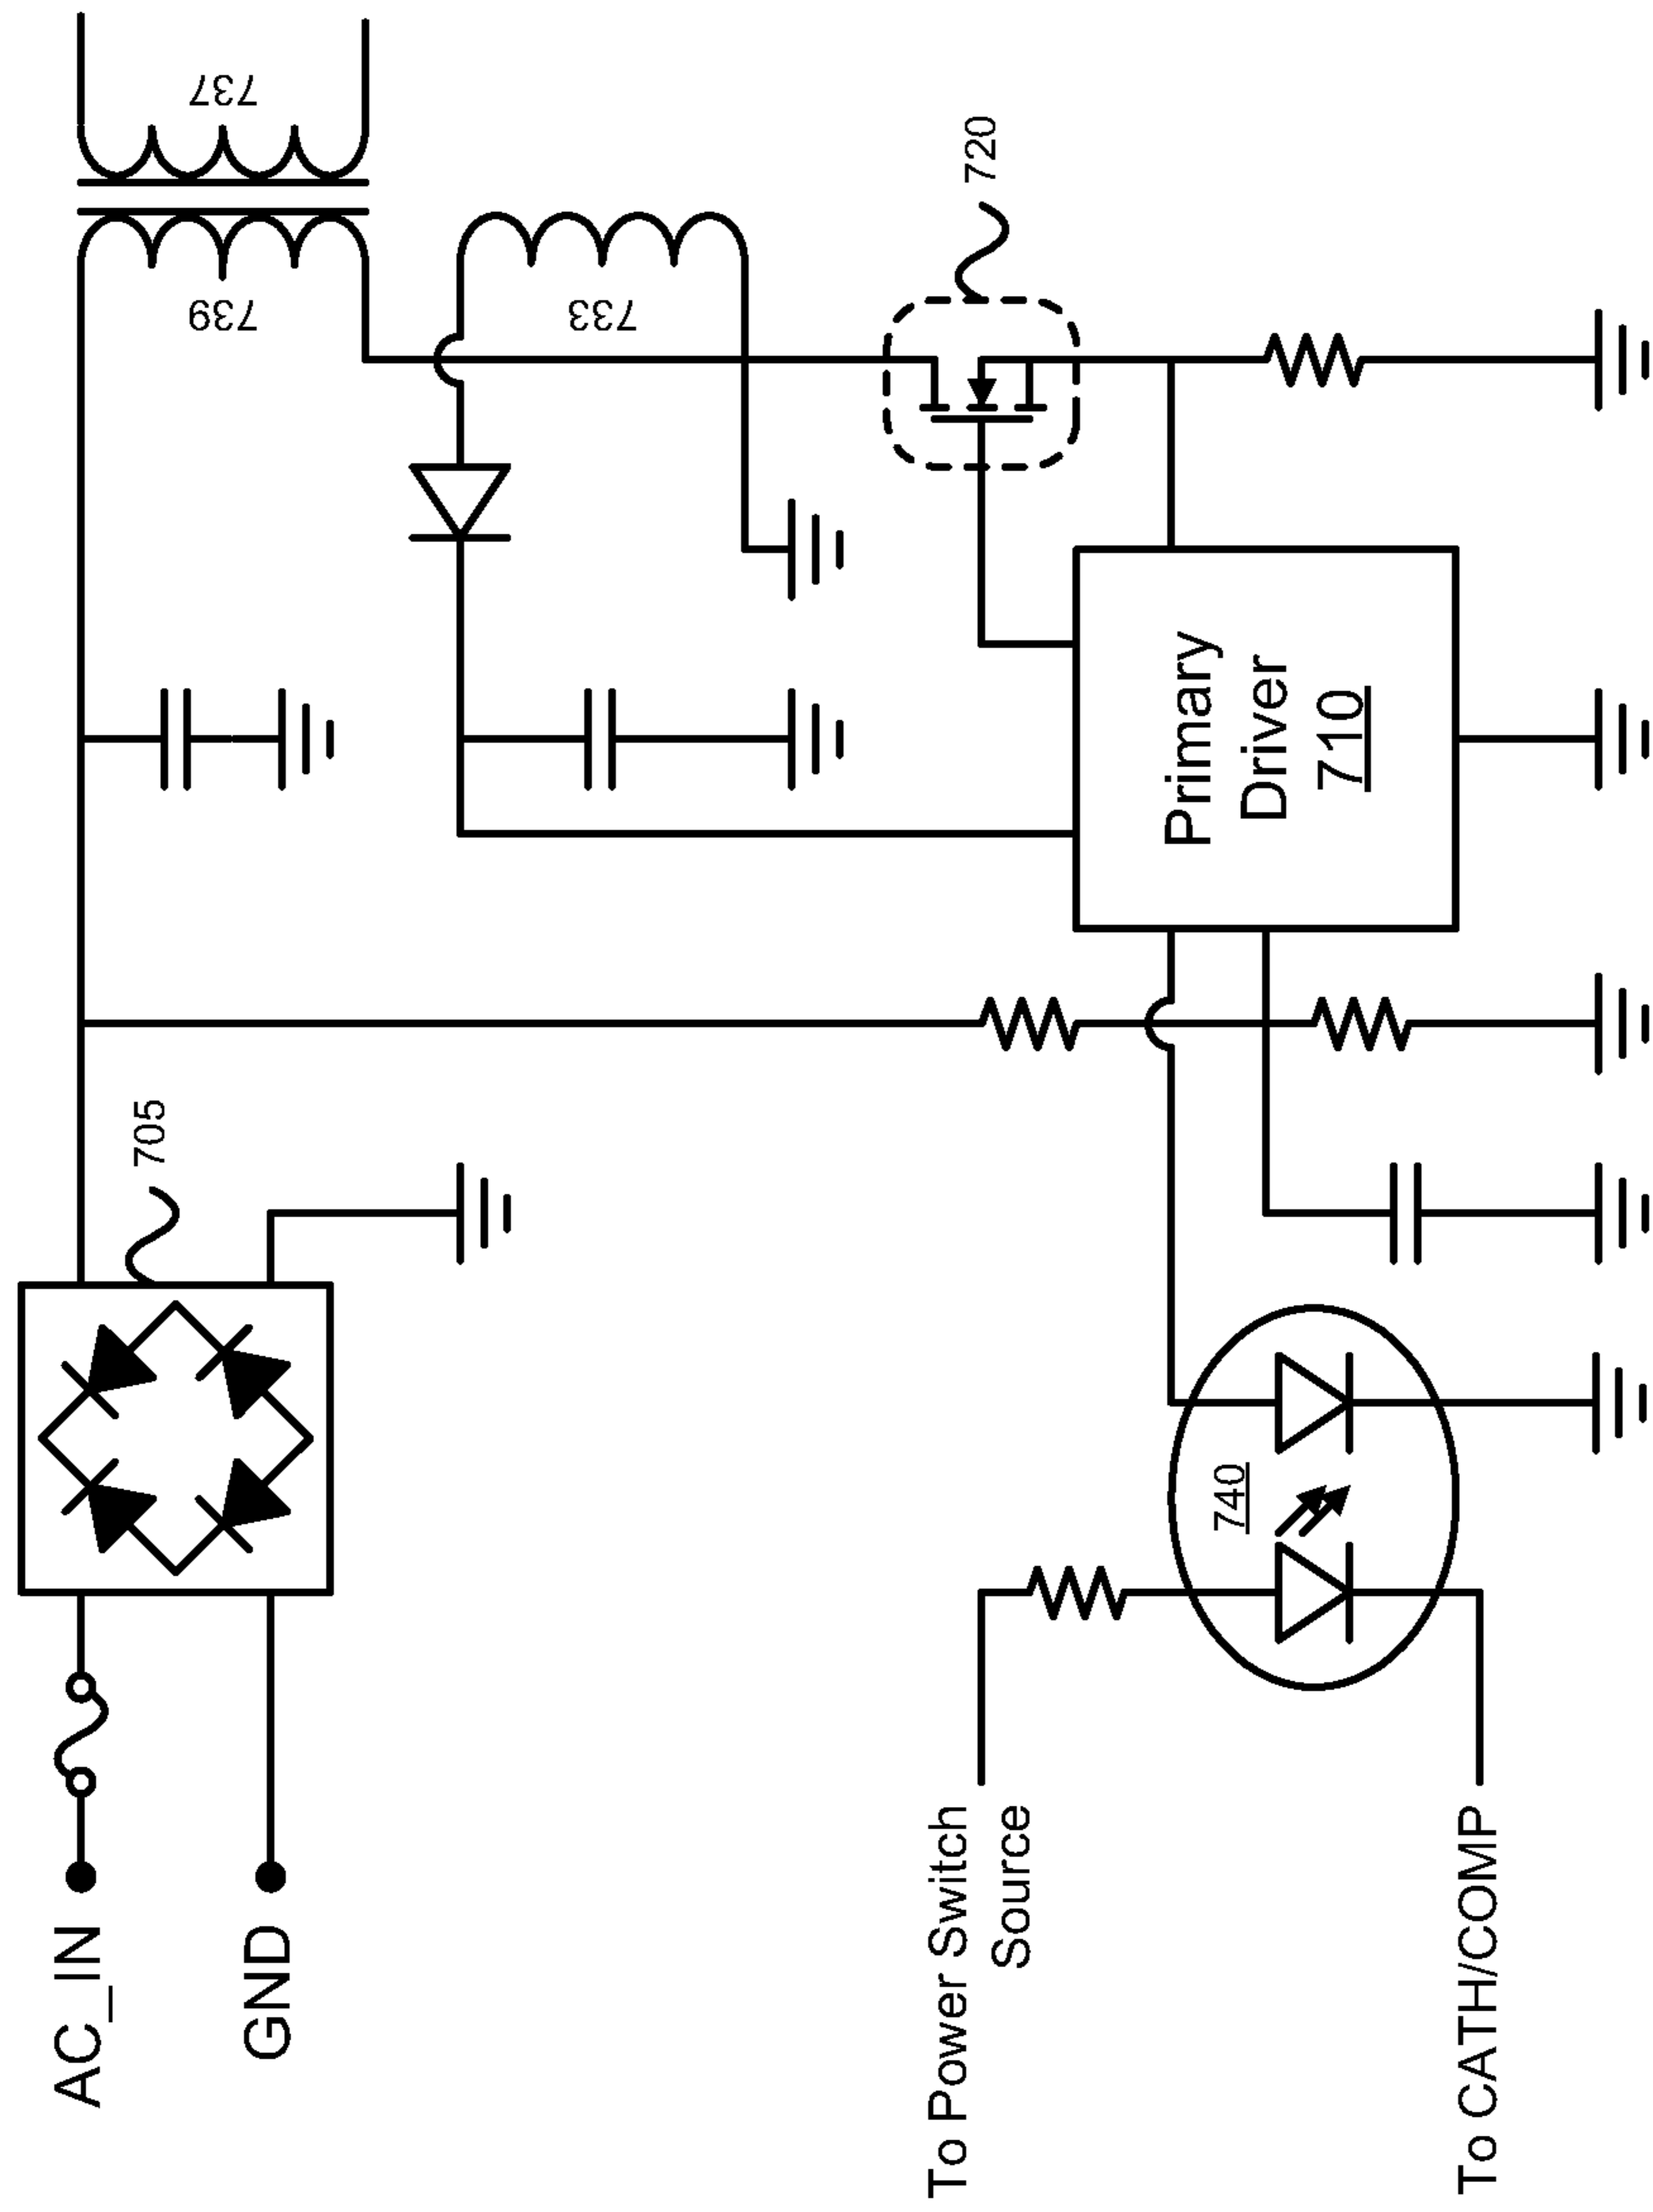 AC_IN
GND
705
739
737
733
720
Primary
Driver
710
740
To Power Switch
Source
To CATH/COMP